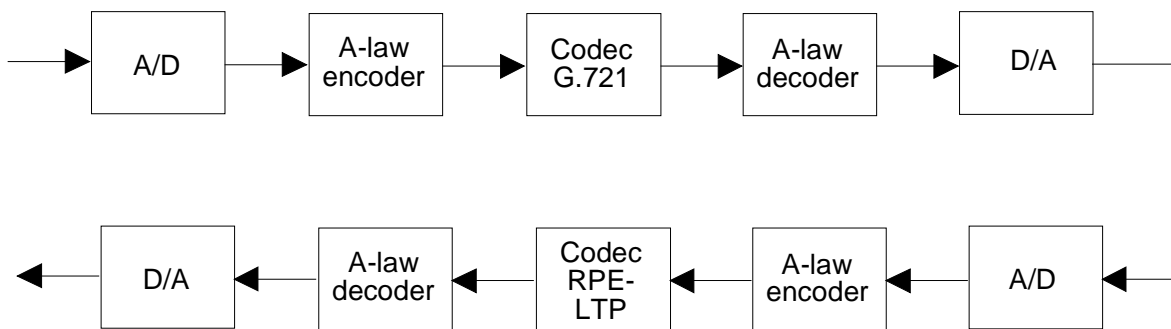 A/D
A-law
encoder
Codec
G.721
A-law
decoder
D/A
D/A
A-law
decoder
Codec
RPE-
LTP
A-law
encoder
A/D